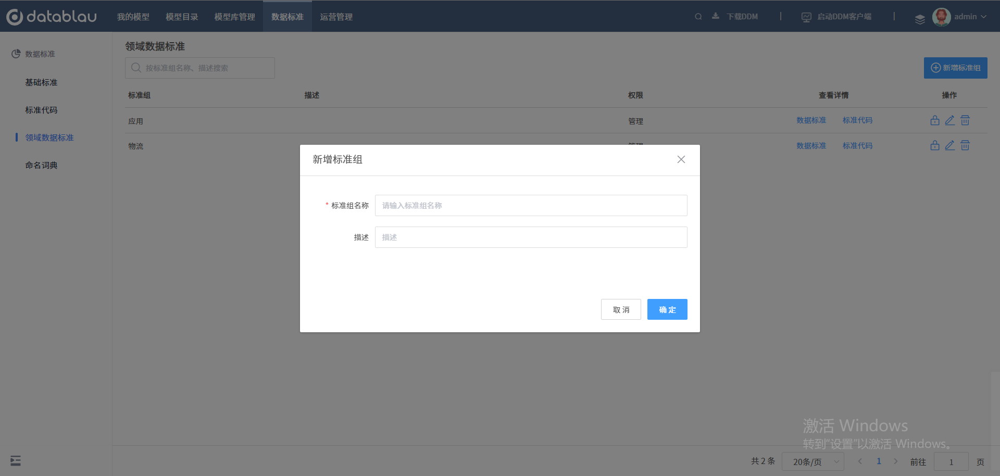 datablau 我的模型 模型目录 模型库管理 数据标准 运营管理 下载DDM | 启动DDM客户端 | admin
数据标准
基础标准
标准代码
领域数据标准
命名词典
领域数据标准
按标准组名称、描述搜索
新增标准组
标准组 描述 权限 查看详情 操作
应用 管理 数据标准 标准代码
物流 管理 数据标准 标准代码
新增标准组
* 标准组名称 请输入标准组名称
描述 描述
取消 确定
激活 Windows
转到“设置”以激活 Windows。
共 2 条 20条/页 1 前往 1 页